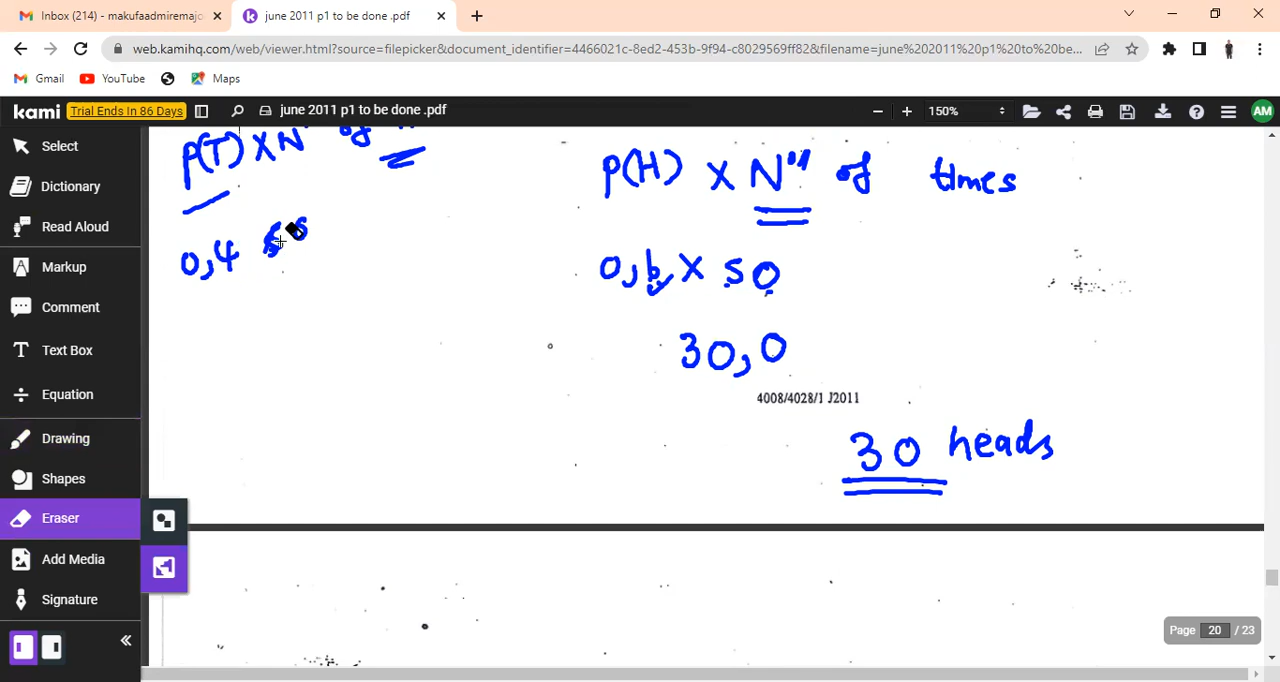 Inbox (214) - makufaadmiremajo
june 2011 p1 to be done .pdf
web.kamihq.com/web/viewer.html?source=filepicker&document_identifier=4466021c-8ed2-453b-9f94-c8029569ff82&filename=june%202011%20p1%20to%20be...
Gmail YouTube Maps
kami Trial Ends In 86 Days june 2011 p1 to be done .pdf 150% AM
Select
Dictionary
Read Aloud
Markup
Comment
Text Box
Equation
Drawing
Shapes
Eraser
Add Media
Signature
P(T) X N of
0,4
P(H) X N of times
0,6 X 50
30,0
4008/4028/1 J2011
30 heads
Page 20 / 23